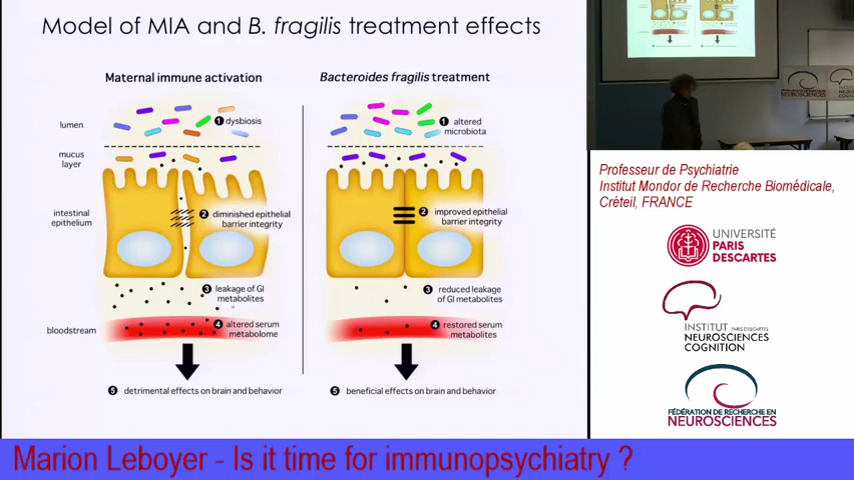 Model of MIA and B. fragilis treatment effects
Maternal immune activation
lumen
1 dysbiosis
mucus
layer
intestinal
epithelium
2 diminished epithelial
barrier integrity
3 leakage of GI
metabolites
bloodstream
4 altered serum
metabolome
5 detrimental effects on brain and behavior
Bacteroides fragilis treatment
1 altered
microbiota
2 improved epithelial
barrier integrity
3 reduced leakage
of GI metabolites
4 restored serum
metabolites
5 beneficial effects on brain and behavior
NEUROSCIENCES
Professeur de Psychiatrie
Institut Mondor de Recherche Biomédicale,
Créteil, FRANCE
UNIVERSITÉ
PARIS
DESCARTES
INSTITUT PARIS DESCARTES
NEUROSCIENCES
COGNITION
FÉDÉRATION DE RECHERCHE EN
NEUROSCIENCES
Marion Leboyer - Is it time for immunopsychiatry ?